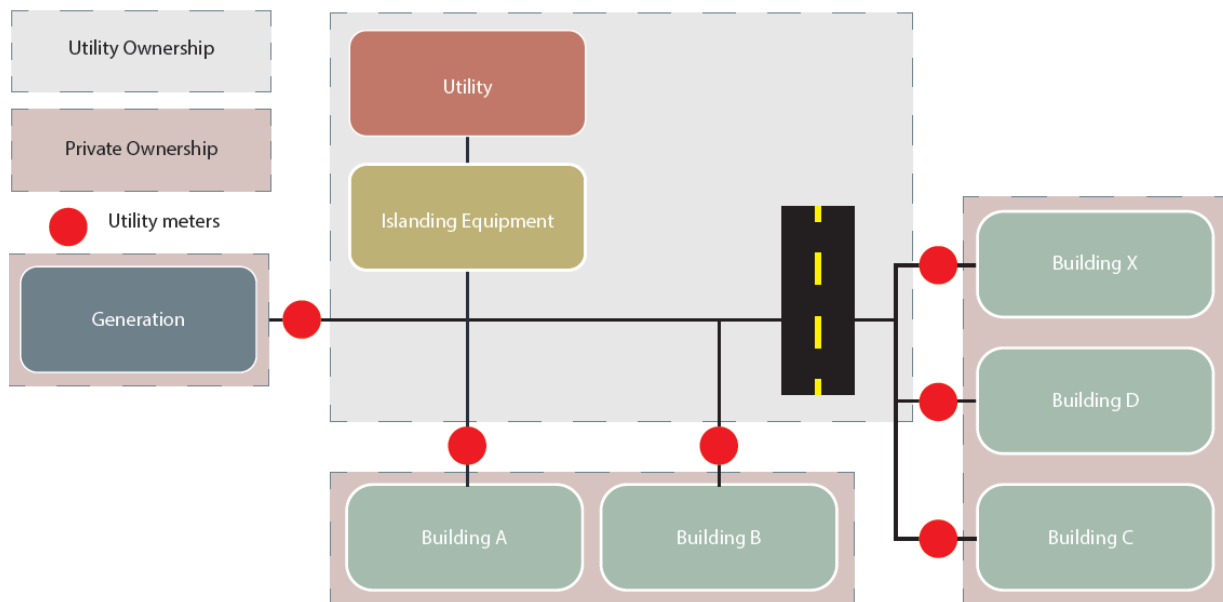 Utility Ownership
Private Ownership
Utility meters
Generation
Utility
Islanding Equipment
Building A
Building B
Building X
Building D
Building C